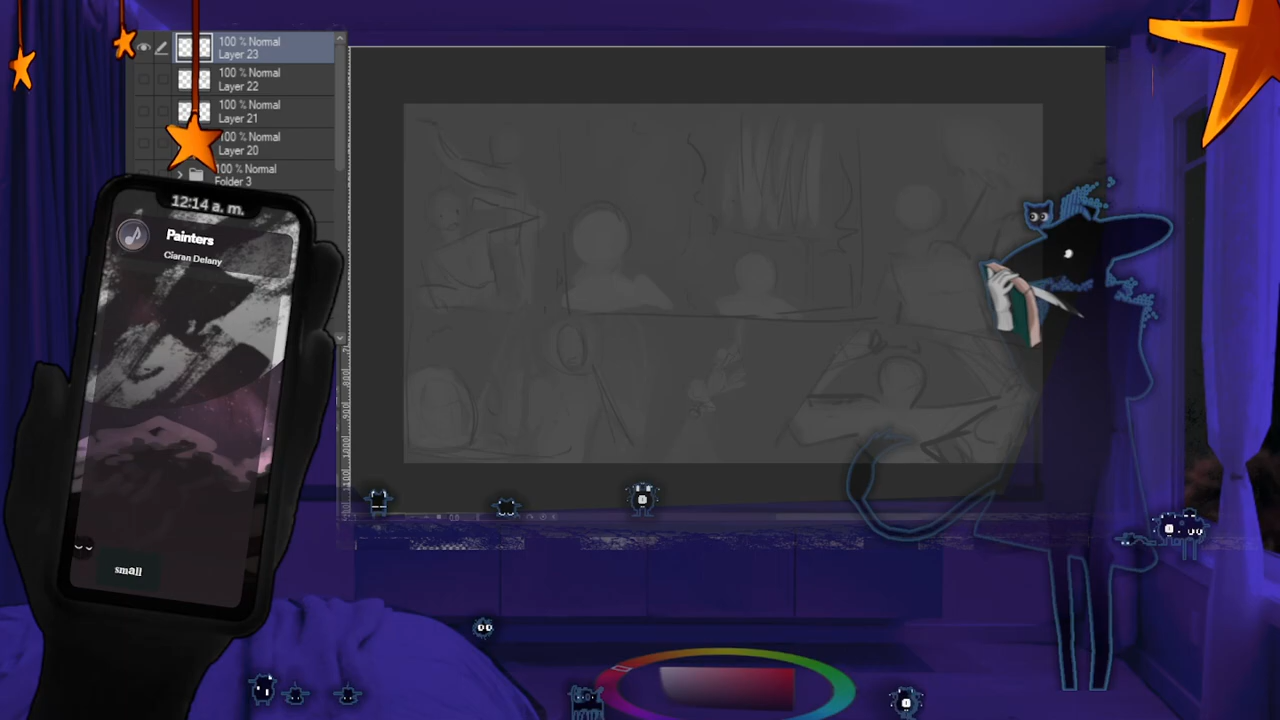 100 % Normal
Layer 23
100 % Normal
Layer 22
100 % Normal
Layer 21
100 % Normal
Layer 20
100 % Normal
Folder 3
12:14 a. m.
Painters
Ciaran Delany
small